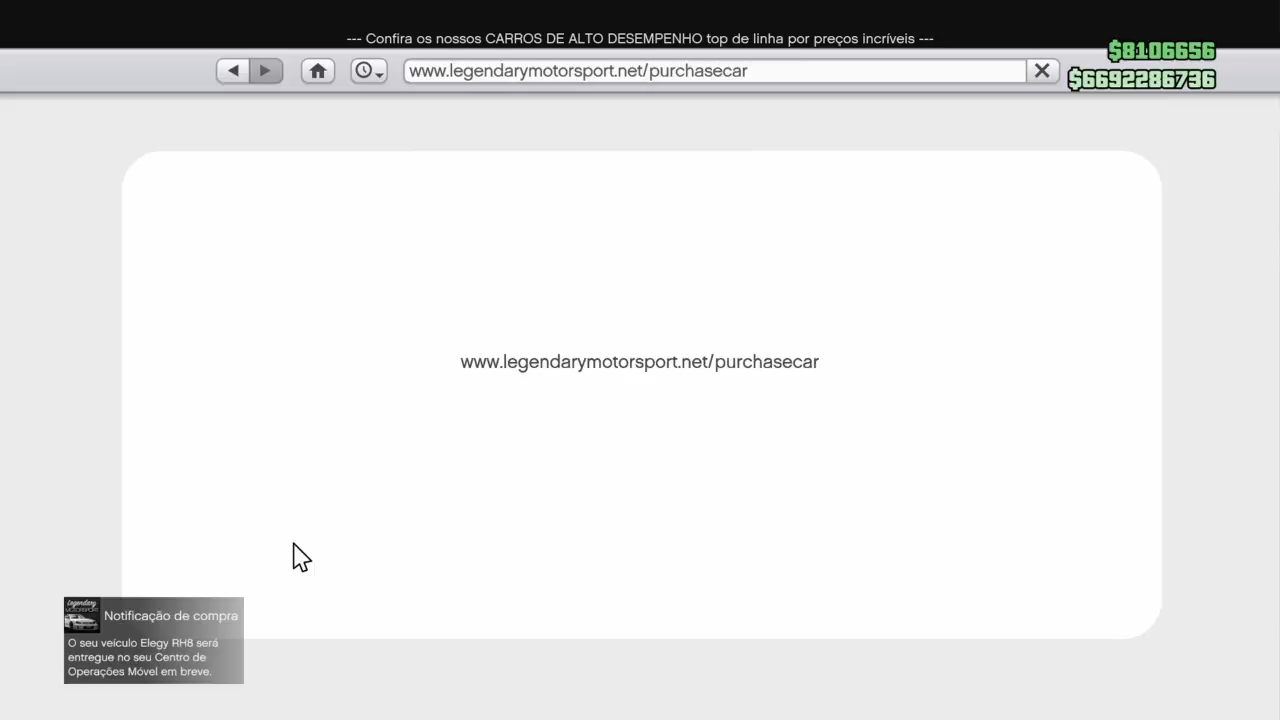 --- Confira os nossos CARROS DE ALTO DESEMPENHO top de linha por preços incríveis ---
$8106656
www.legendarymotorsport.net/purchasecar
$6692286736
www.legendarymotorsport.net/purchasecar
Legendary
MOTORSPORT
Notificação de compra
O seu veículo Elegy RH8 será
entregue no seu Centro de
Operações Móvel em breve.